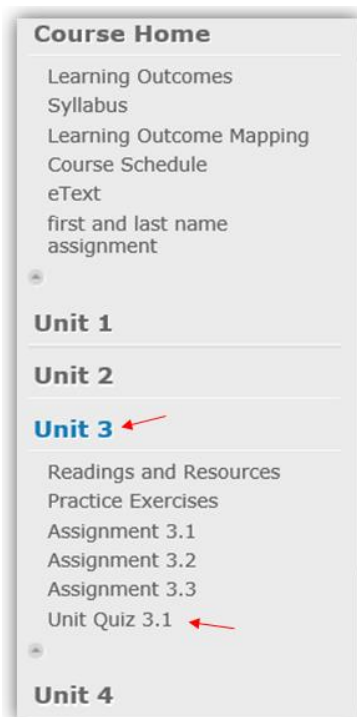 Course Home
Learning Outcomes
Syllabus
Learning Outcome Mapping
Course Schedule
eText
first and last name
assignment
Unit 1
Unit 2
Unit 3
Readings and Resources
Practice Exercises
Assignment 3.1
Assignment 3.2
Assignment 3.3
Unit Quiz 3.1
Unit 4